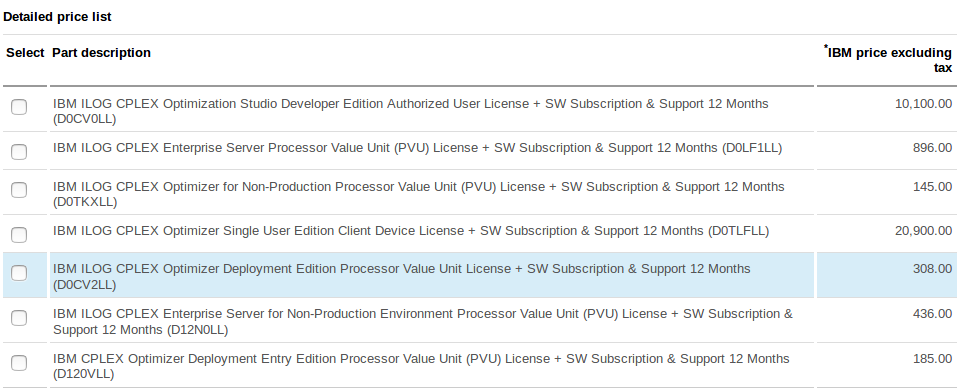 Detailed price list
Select Part description *IBM price excluding
tax
IBM ILOG CPLEX Optimization Studio Developer Edition Authorized User License + SW Subscription & Support 12 Months 10,100.00
(D0CV0LL)
IBM ILOG CPLEX Enterprise Server Processor Value Unit (PVU) License + SW Subscription & Support 12 Months (D0LF1LL) 896.00
IBM ILOG CPLEX Optimizer for Non-Production Processor Value Unit (PVU) License + SW Subscription & Support 12 Months 145.00
(D0TKXLL)
IBM ILOG CPLEX Optimizer Single User Edition Client Device License + SW Subscription & Support 12 Months (D0TLFLL) 20,900.00
IBM ILOG CPLEX Optimizer Deployment Edition Processor Value Unit License + SW Subscription & Support 12 Months 308.00
(D0CV2LL)
IBM ILOG CPLEX Enterprise Server for Non-Production Environment Processor Value Unit (PVU) License + SW Subscription & 436.00
Support 12 Months (D12N0LL)
IBM CPLEX Optimizer Deployment Entry Edition Processor Value Unit (PVU) License + SW Subscription & Support 12 Months 185.00
(D120VLL)